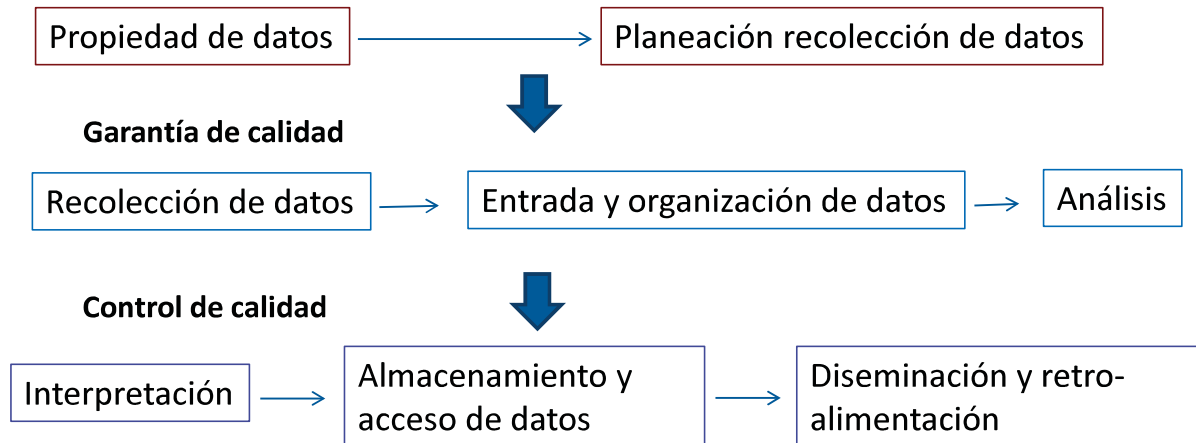 Propiedad de datos
Planeación recolección de datos
Garantía de calidad
Recolección de datos
Entrada y organización de datos
Análisis
Control de calidad
Interpretación
Almacenamiento y
acceso de datos
Diseminación y retro-
alimentación